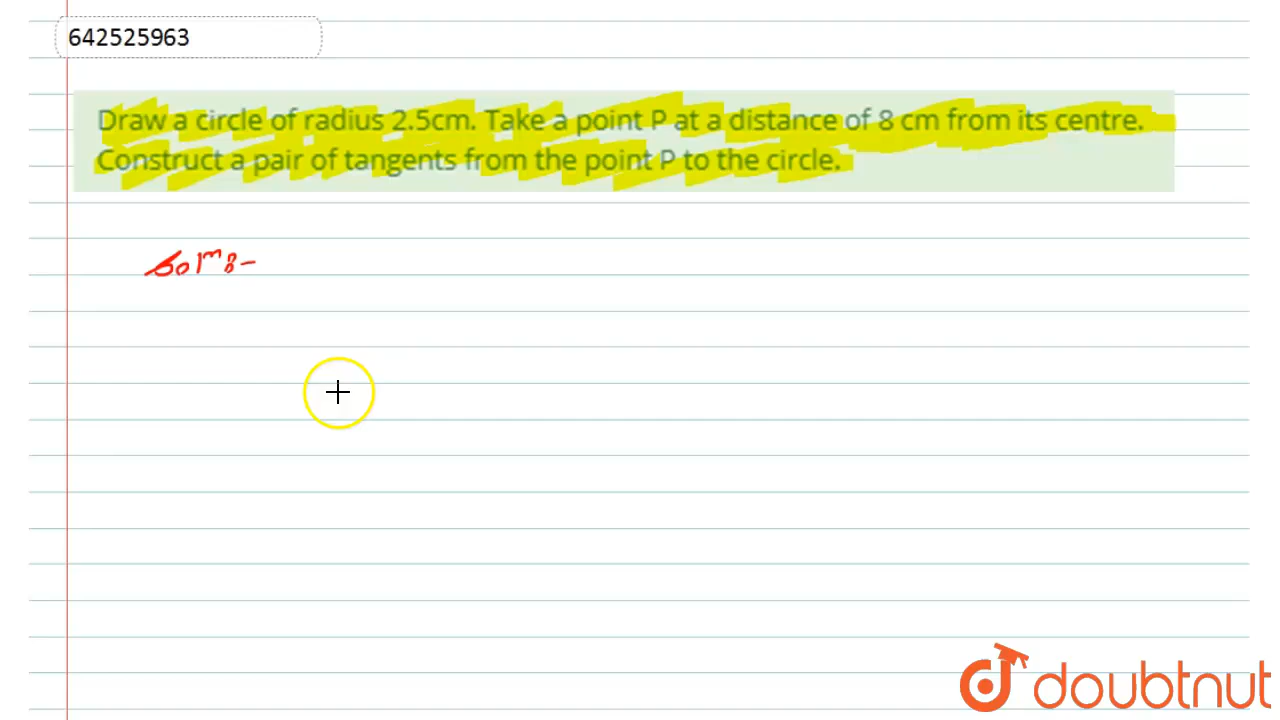 642525963
Draw a circle of radius 2.5cm. Take a point P at a distance of 8 cm from its centre.
Construct a pair of tangents from the point P to the circle.
Solⁿ:-
doubtnut